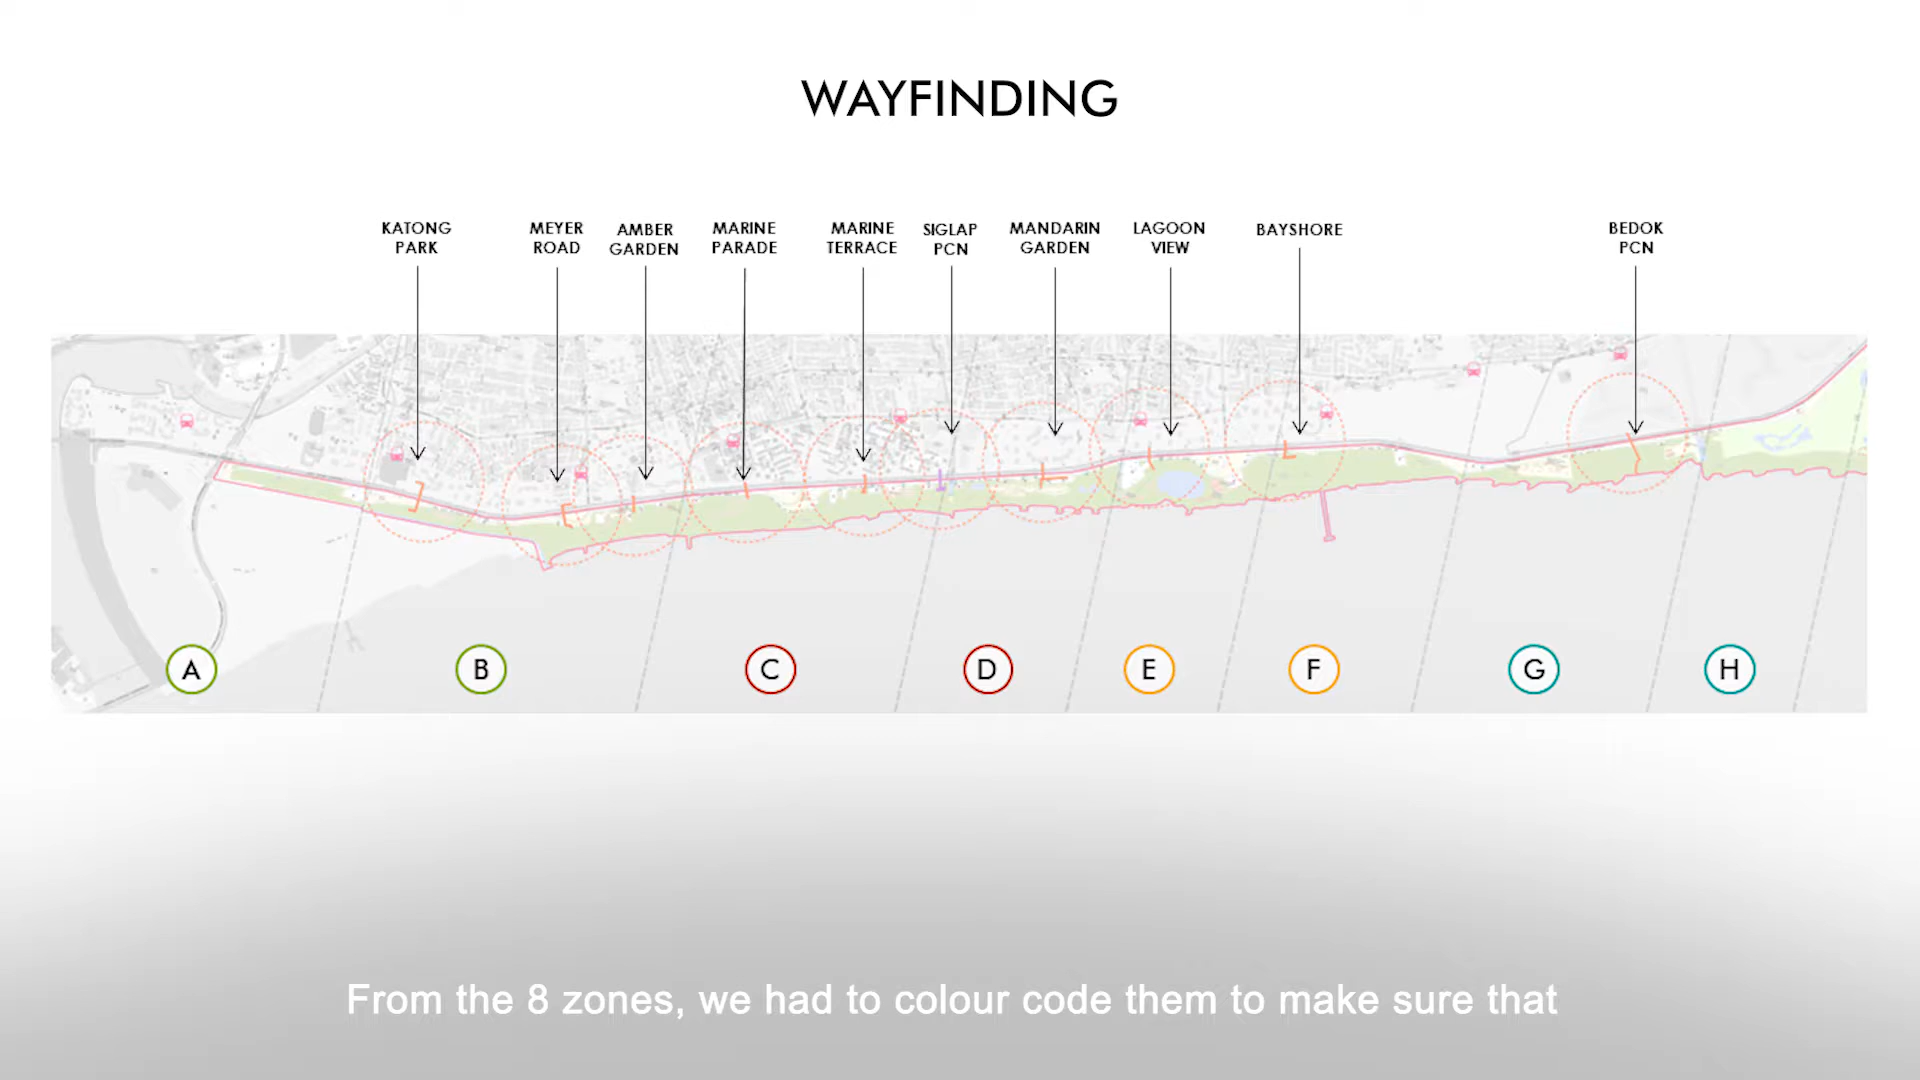 WAYFINDING
KATONG
PARK
MEYER
ROAD
AMBER
GARDEN
MARINE
PARADE
MARINE
TERRACE
SIGLAP
PCN
MANDARIN
GARDEN
LAGOON
VIEW
BAYSHORE
BEDOK
PCN
A
B
C
D
E
F
G
H
From the 8 zones, we had to colour code them to make sure that